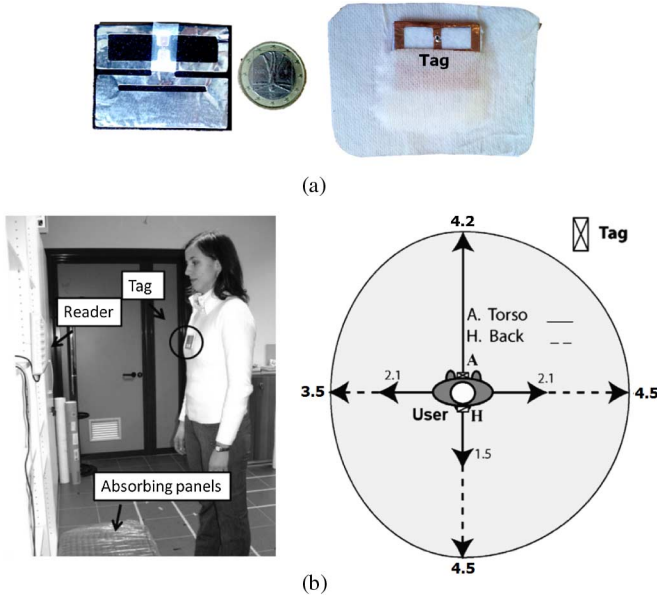 Tag
(a)
Reader
Tag
Absorbing panels
4.2
Tag
A. Torso
H. Back
A
3.5
2.1
2.1
4.5
User
H
1.5
4.5
(b)